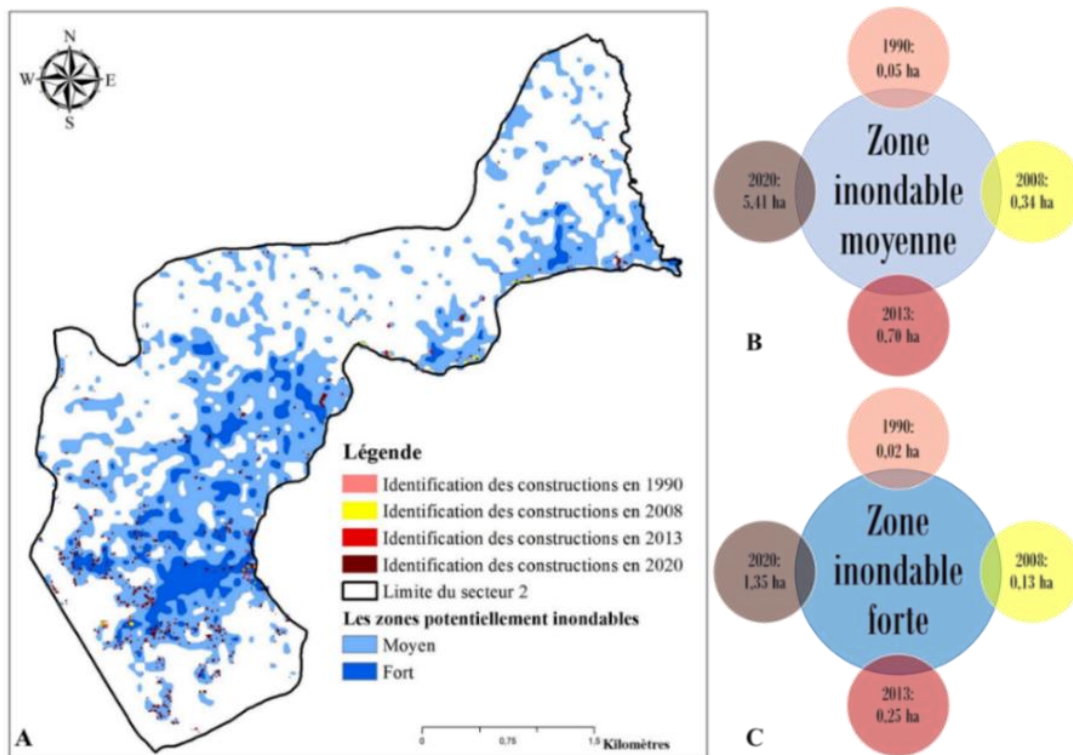 N
W
E
S
Légende
Identification des constructions en 1990
Identification des constructions en 2008
Identification des constructions en 2013
Identification des constructions en 2020
Limite du secteur 2
Les zones potentiellement inondables
Moyen
Fort
0
0,75
1,5
Kilomètres
A
1990:
0,05 ha
Zone
inondable
moyenne
2020:
5,41 ha
2008:
0,34 ha
2013:
0,70 ha
B
1990:
0,02 ha
Zone
inondable
forte
2020:
1,35 ha
2008:
0,13 ha
2013:
0,25 ha
C